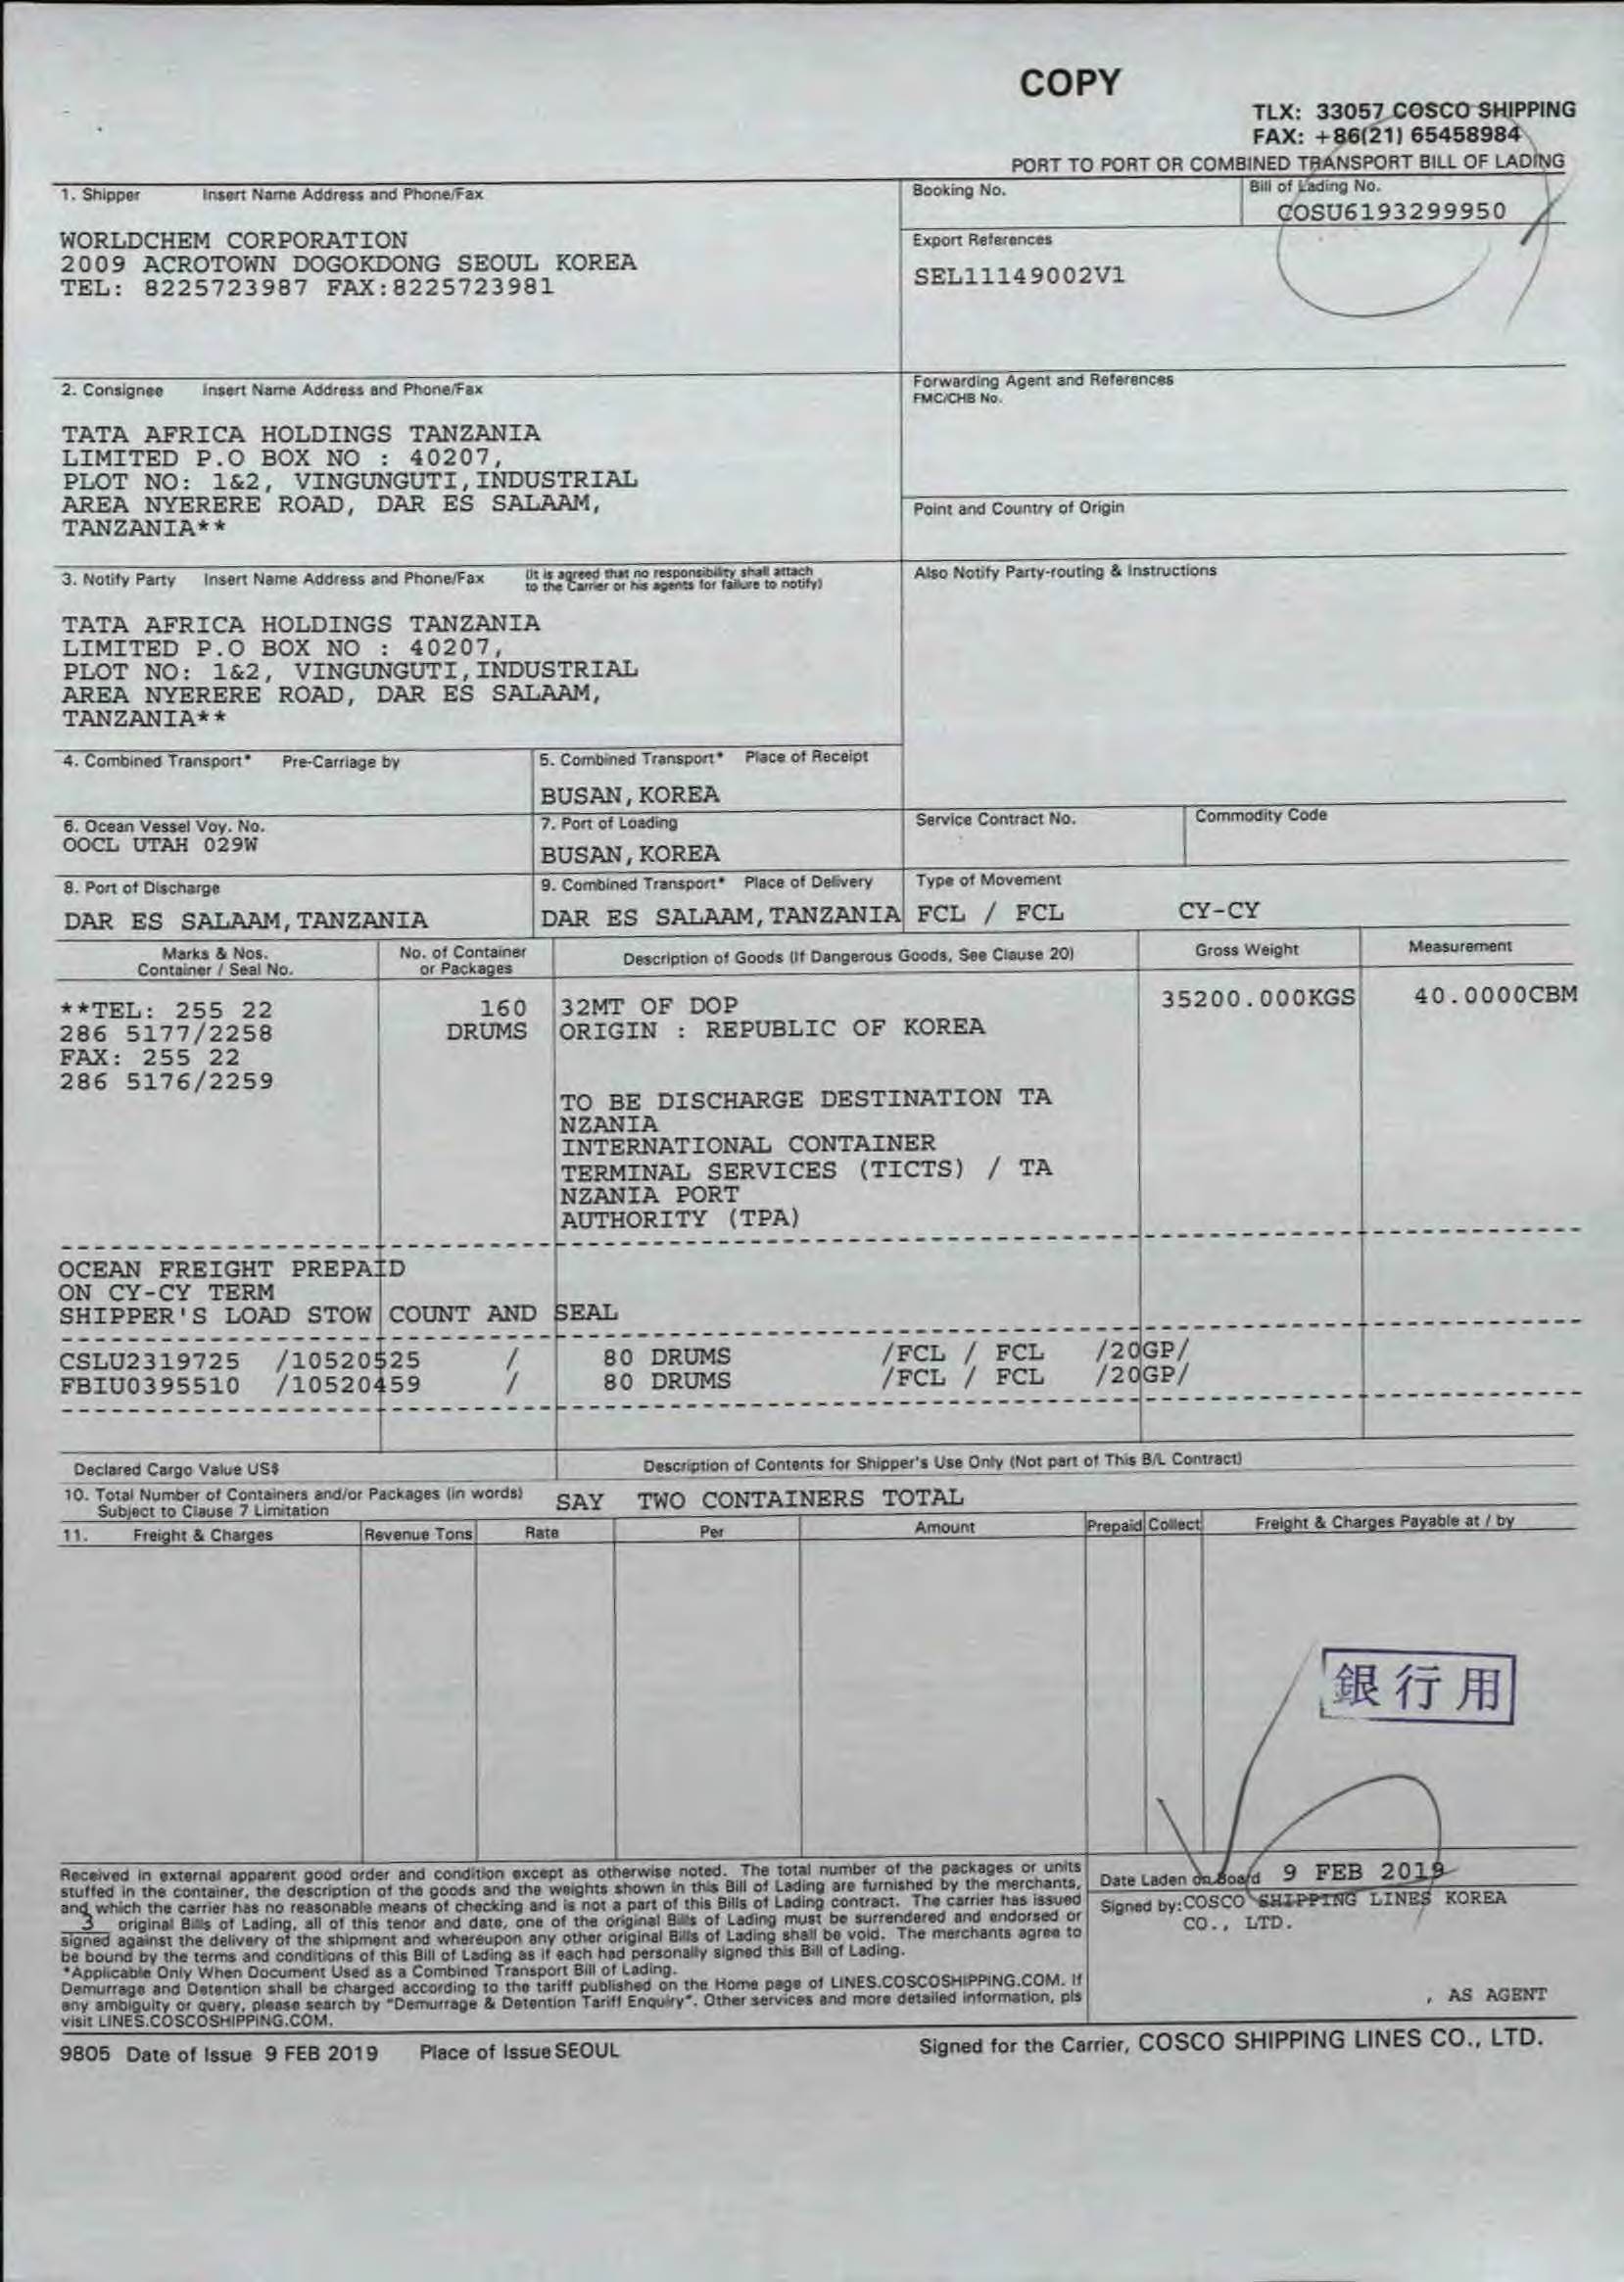 COPY
TLX: 33057 COSCO SHIPPING
FAX: +86(21) 65458984
PORT TO PORT OR COMBINED TRANSPORT BILL OF LADING
1. Shipper Insert Name Address and Phone/Fax
WORLDCHEM CORPORATION
2009 ACROTOWN DOGOKDONG SEOUL KOREA
TEL: 8225723987 FAX:8225723981
Booking No.
Bill of Lading No.
COSU6193299950
Export References
SEL11149002V1
2. Consignee Insert Name Address and Phone/Fax
TATA AFRICA HOLDINGS TANZANIA
LIMITED P.O BOX NO : 40207,
PLOT NO: 1&2, VINGUNGUTI,INDUSTRIAL
AREA NYERERE ROAD, DAR ES SALAAM,
TANZANIA**
Forwarding Agent and References
FMC/CHB No.
Point and Country of Origin
3. Notify Party Insert Name Address and Phone/Fax
(It is agreed that no responsibility shall attach
to the Carrier or his agents for failure to notify)
TATA AFRICA HOLDINGS TANZANIA
LIMITED P.O BOX NO : 40207,
PLOT NO: 1&2, VINGUNGUTI,INDUSTRIAL
AREA NYERERE ROAD, DAR ES SALAAM,
TANZANIA**
Also Notify Party-routing & Instructions
4. Combined Transport* Pre-Carriage by
5. Combined Transport* Place of Receipt
BUSAN,KOREA
6. Ocean Vessel Voy. No.
OOCL UTAH 029W
7. Port of Loading
BUSAN,KOREA
Service Contract No.
Commodity Code
8. Port of Discharge
DAR ES SALAAM,TANZANIA
9. Combined Transport* Place of Delivery
DAR ES SALAAM,TANZANIA
Type of Movement
FCL / FCL CY-CY
Marks & Nos.
Container / Seal No.
No. of Container
or Packages
Description of Goods (If Dangerous Goods, See Clause 20)
Gross Weight
Measurement
**TEL: 255 22
286 5177/2258
FAX: 255 22
286 5176/2259
160
DRUMS
32MT OF DOP
ORIGIN : REPUBLIC OF KOREA
35200.000KGS
40.0000CBM
TO BE DISCHARGE DESTINATION TA
NZANIA
INTERNATIONAL CONTAINER
TERMINAL SERVICES (TICTS) / TA
NZANIA PORT
AUTHORITY (TPA)
OCEAN FREIGHT PREPAID
ON CY-CY TERM
SHIPPER'S LOAD STOW COUNT AND SEAL
CSLU2319725 /10520525 / 80 DRUMS /FCL / FCL /20GP/
FBIU0395510 /10520459 / 80 DRUMS /FCL / FCL /20GP/
Declared Cargo Value US$
Description of Contents for Shipper's Use Only (Not part of This B/L Contract)
10. Total Number of Containers and/or Packages (in words)
Subject to Clause 7 Limitation
SAY TWO CONTAINERS TOTAL
11. Freight & Charges Revenue Tons Rate Per Amount Prepaid Collect Freight & Charges Payable at / by
銀行用
Received in external apparent good order and condition except as otherwise noted. The total number of the packages or units
stuffed in the container, the description of the goods and the weights shown in this Bill of Lading are furnished by the merchants,
and which the carrier has no reasonable means of checking and is not a part of this Bills of Lading contract. The carrier has issued
3 original Bills of Lading, all of this tenor and date, one of the original Bills of Lading must be surrendered and endorsed or
signed against the delivery of the shipment and whereupon any other original Bills of Lading shall be void. The merchants agree to
be bound by the terms and conditions of this Bill of Lading as if each had personally signed this Bill of Lading.
*Applicable Only When Document Used as a Combined Transport Bill of Lading.
Demurrage and Detention shall be charged according to the tariff published on the Home page of LINES.COSCOSHIPPING.COM. If
any ambiguity or query, please search by "Demurrage & Detention Tariff Enquiry". Other services and more detailed information, pls
visit LINES.COSCOSHIPPING.COM.
Date Laden on Board 9 FEB 2019
Signed by:COSCO SHIPPING LINES KOREA
CO., LTD.
, AS AGENT
9805 Date of Issue 9 FEB 2019 Place of Issue SEOUL
Signed for the Carrier, COSCO SHIPPING LINES CO., LTD.